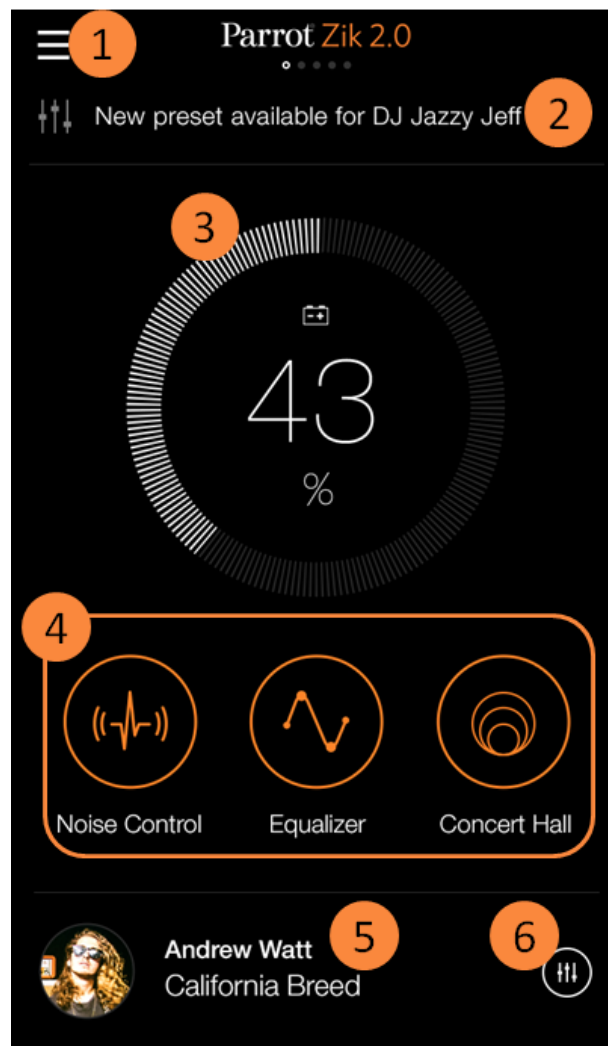 1
Parrot Zik 2.0
New preset available for DJ Jazzy Jeff
2
3
43
%
4
Noise Control
Equalizer
Concert Hall
Andrew Watt
5
6
California Breed